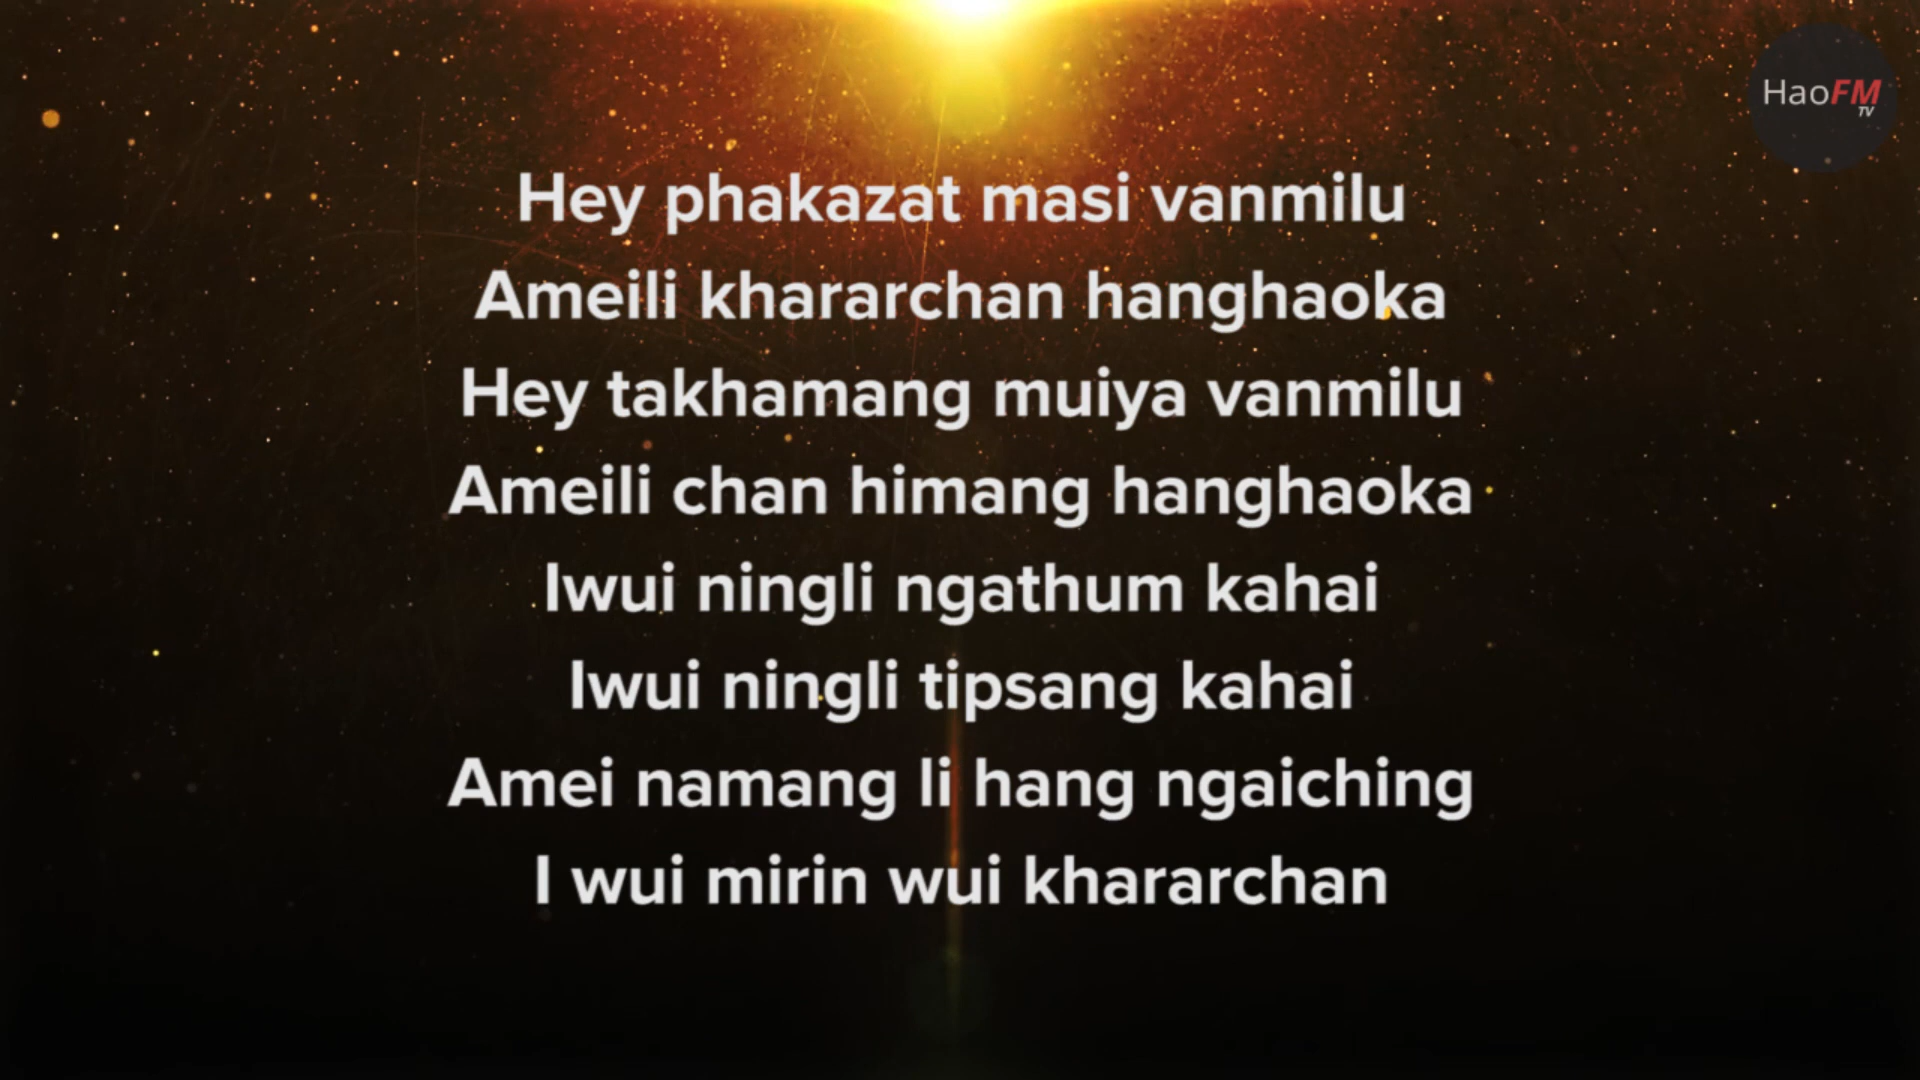 HaoFM
TV
Hey phakazat masi vanmilu
Ameili khararchan hanghaoka
Hey takhamang muiya vanmilu
Ameili chan himang hanghaoka
Iwui ningli ngathum kahai
Iwui ningli tipsang kahai
Amei namang li hang ngaiching
I wui mirin wui khararchan